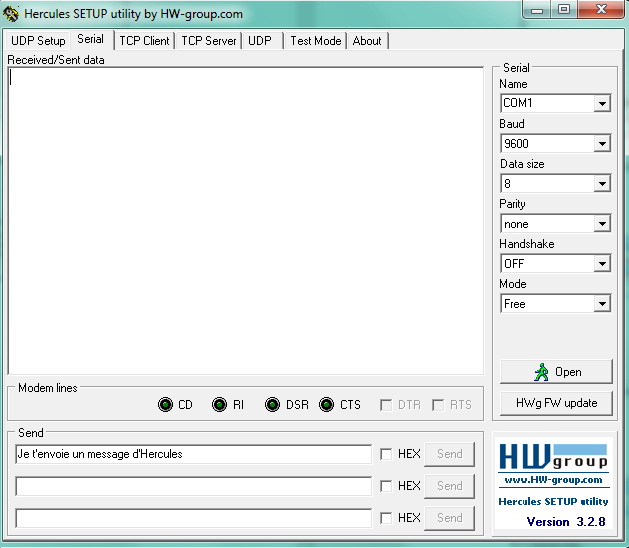 Hercules SETUP utility by HW-group.com
UDP Setup Serial TCP Client TCP Server UDP Test Mode About
Received/Sent data
Serial
Name
COM1
Baud
9600
Data size
8
Parity
none
Handshake
OFF
Mode
Free
Open
HWg FW update
Modem lines
CD RI DSR CTS DTR RTS
Send
Je t'envoie un message d'Hercules HEX Send
HEX Send
HEX Send
HW group
www.HW-group.com
Hercules SETUP utility
Version 3.2.8